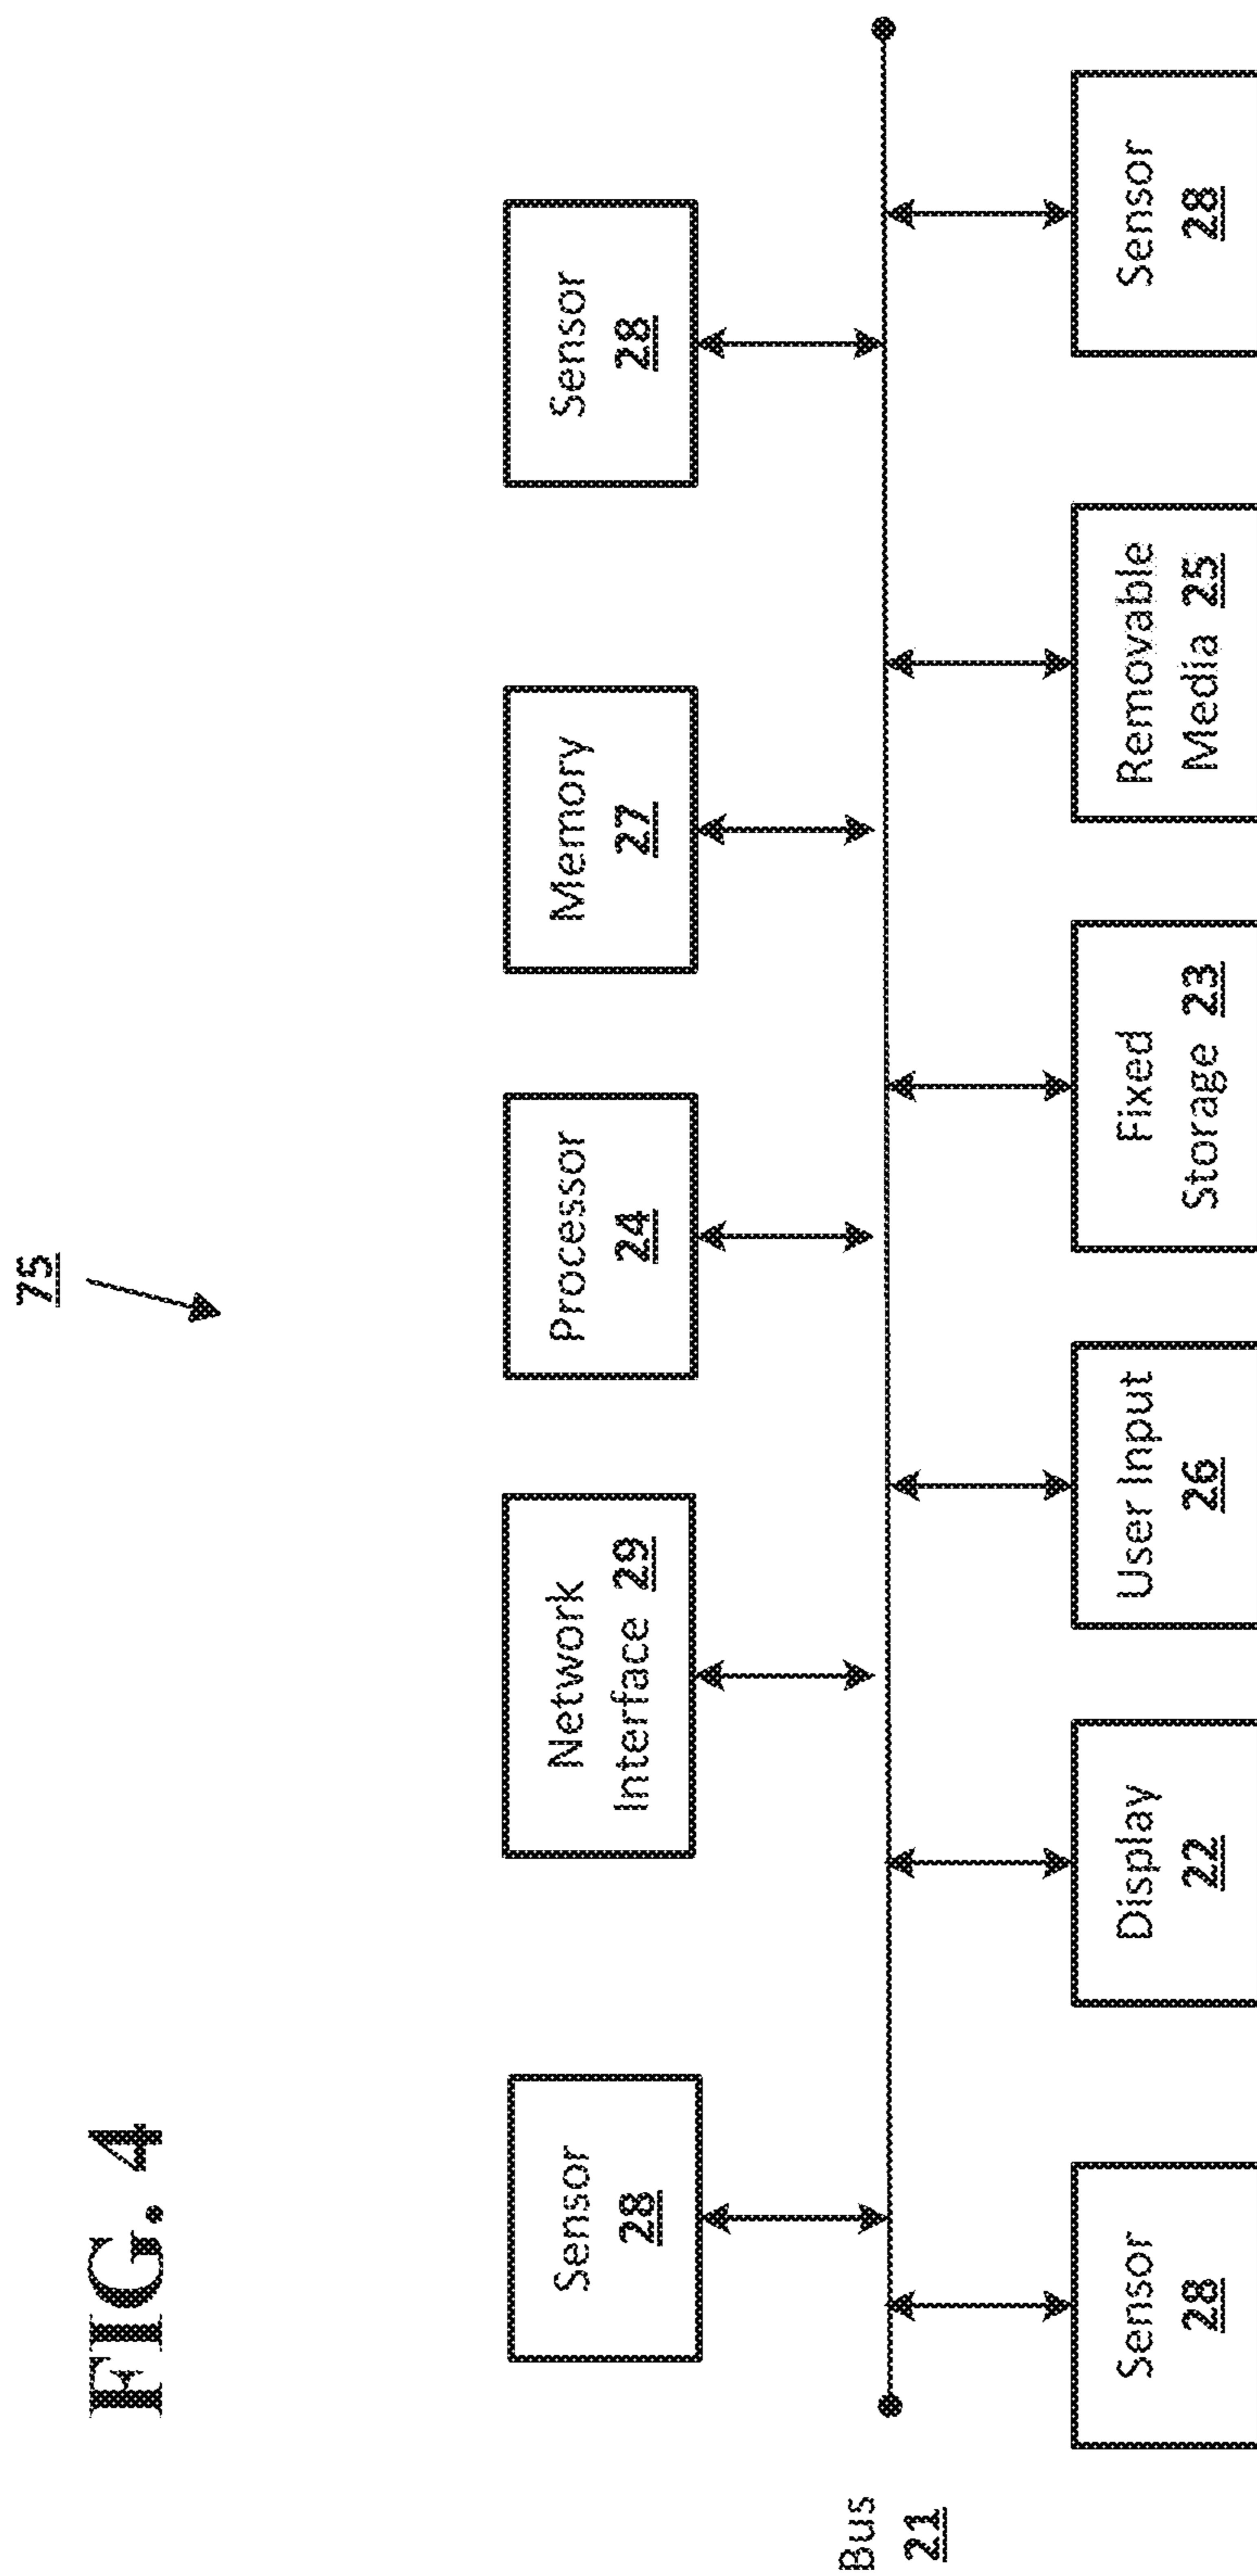 FIG. 4
75
Sensor
28
Network
Interface 29
Processor
24
Memory
27
Sensor
28
Bus
21
Sensor
28
Display
22
User Input
26
Fixed
Storage 23
Removable
Media 25
Sensor
28